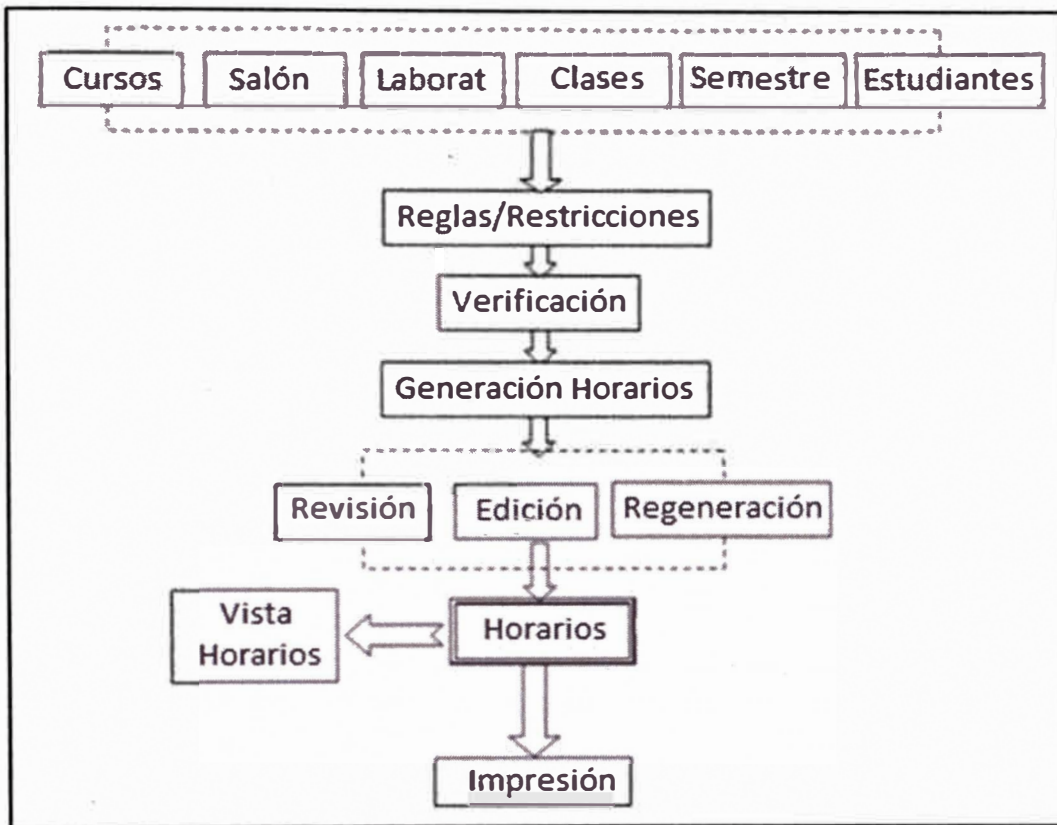 Cursos Salón Laborat Clases Semestre Estudiantes
Reglas/Restricciones
Verificación
Generación Horarios
Revisión Edición Regeneración
Vista
Horarios
Horarios
Impresión